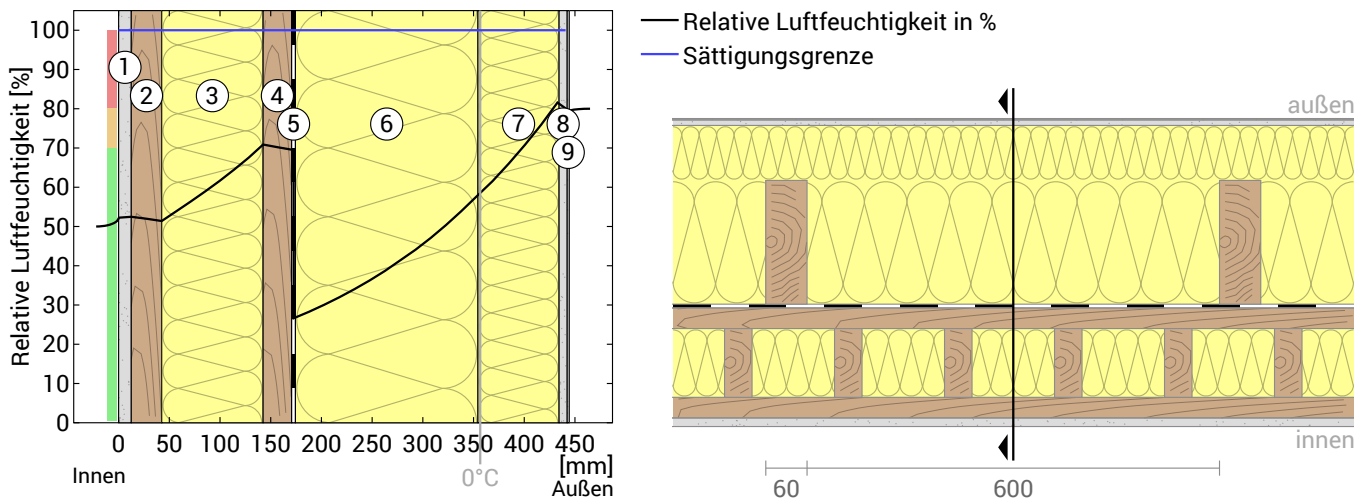 Relative Luftfeuchtigkeit [%]
100
90
80
70
60
50
40
30
20
10
0
1
2
3
4
5
6
7
8
9
0 50 100 150 200 250 300 350 400 450
[mm]
Innen
0°C
Außen
Relative Luftfeuchtigkeit in %
Sättigungsgrenze
außen
innen
60 600